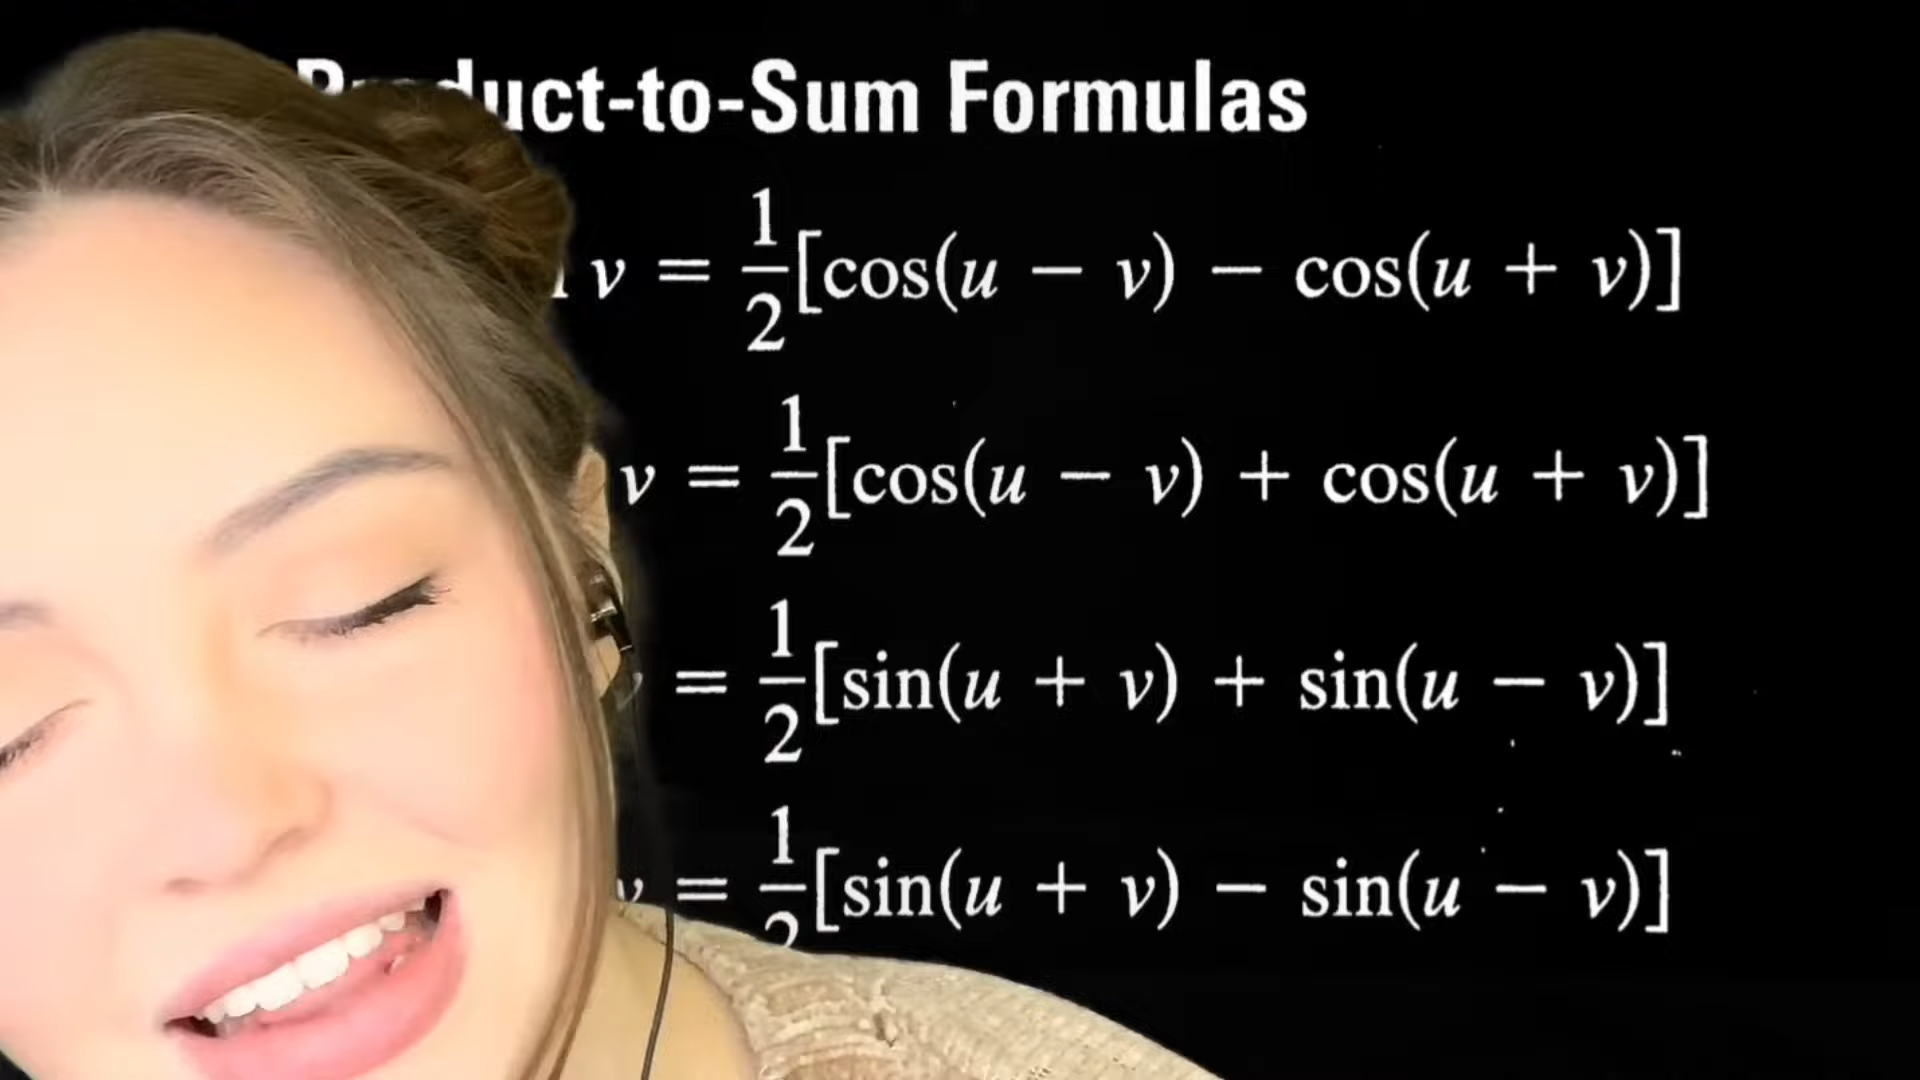 Product-to-Sum Formulas
v = 1/2[cos(u − v) − cos(u + v)]
v = 1/2[cos(u − v) + cos(u + v)]
= 1/2[sin(u + v) + sin(u − v)]
v = 1/2[sin(u + v) − sin(u − v)]